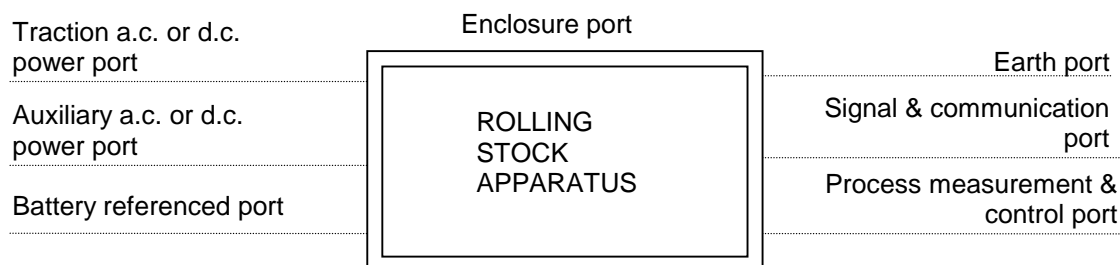 Traction a.c. or d.c.
power port
Auxiliary a.c. or d.c.
power port
Battery referenced port
Enclosure port
ROLLING
STOCK
APPARATUS
Earth port
Signal & communication
port
Process measurement &
control port